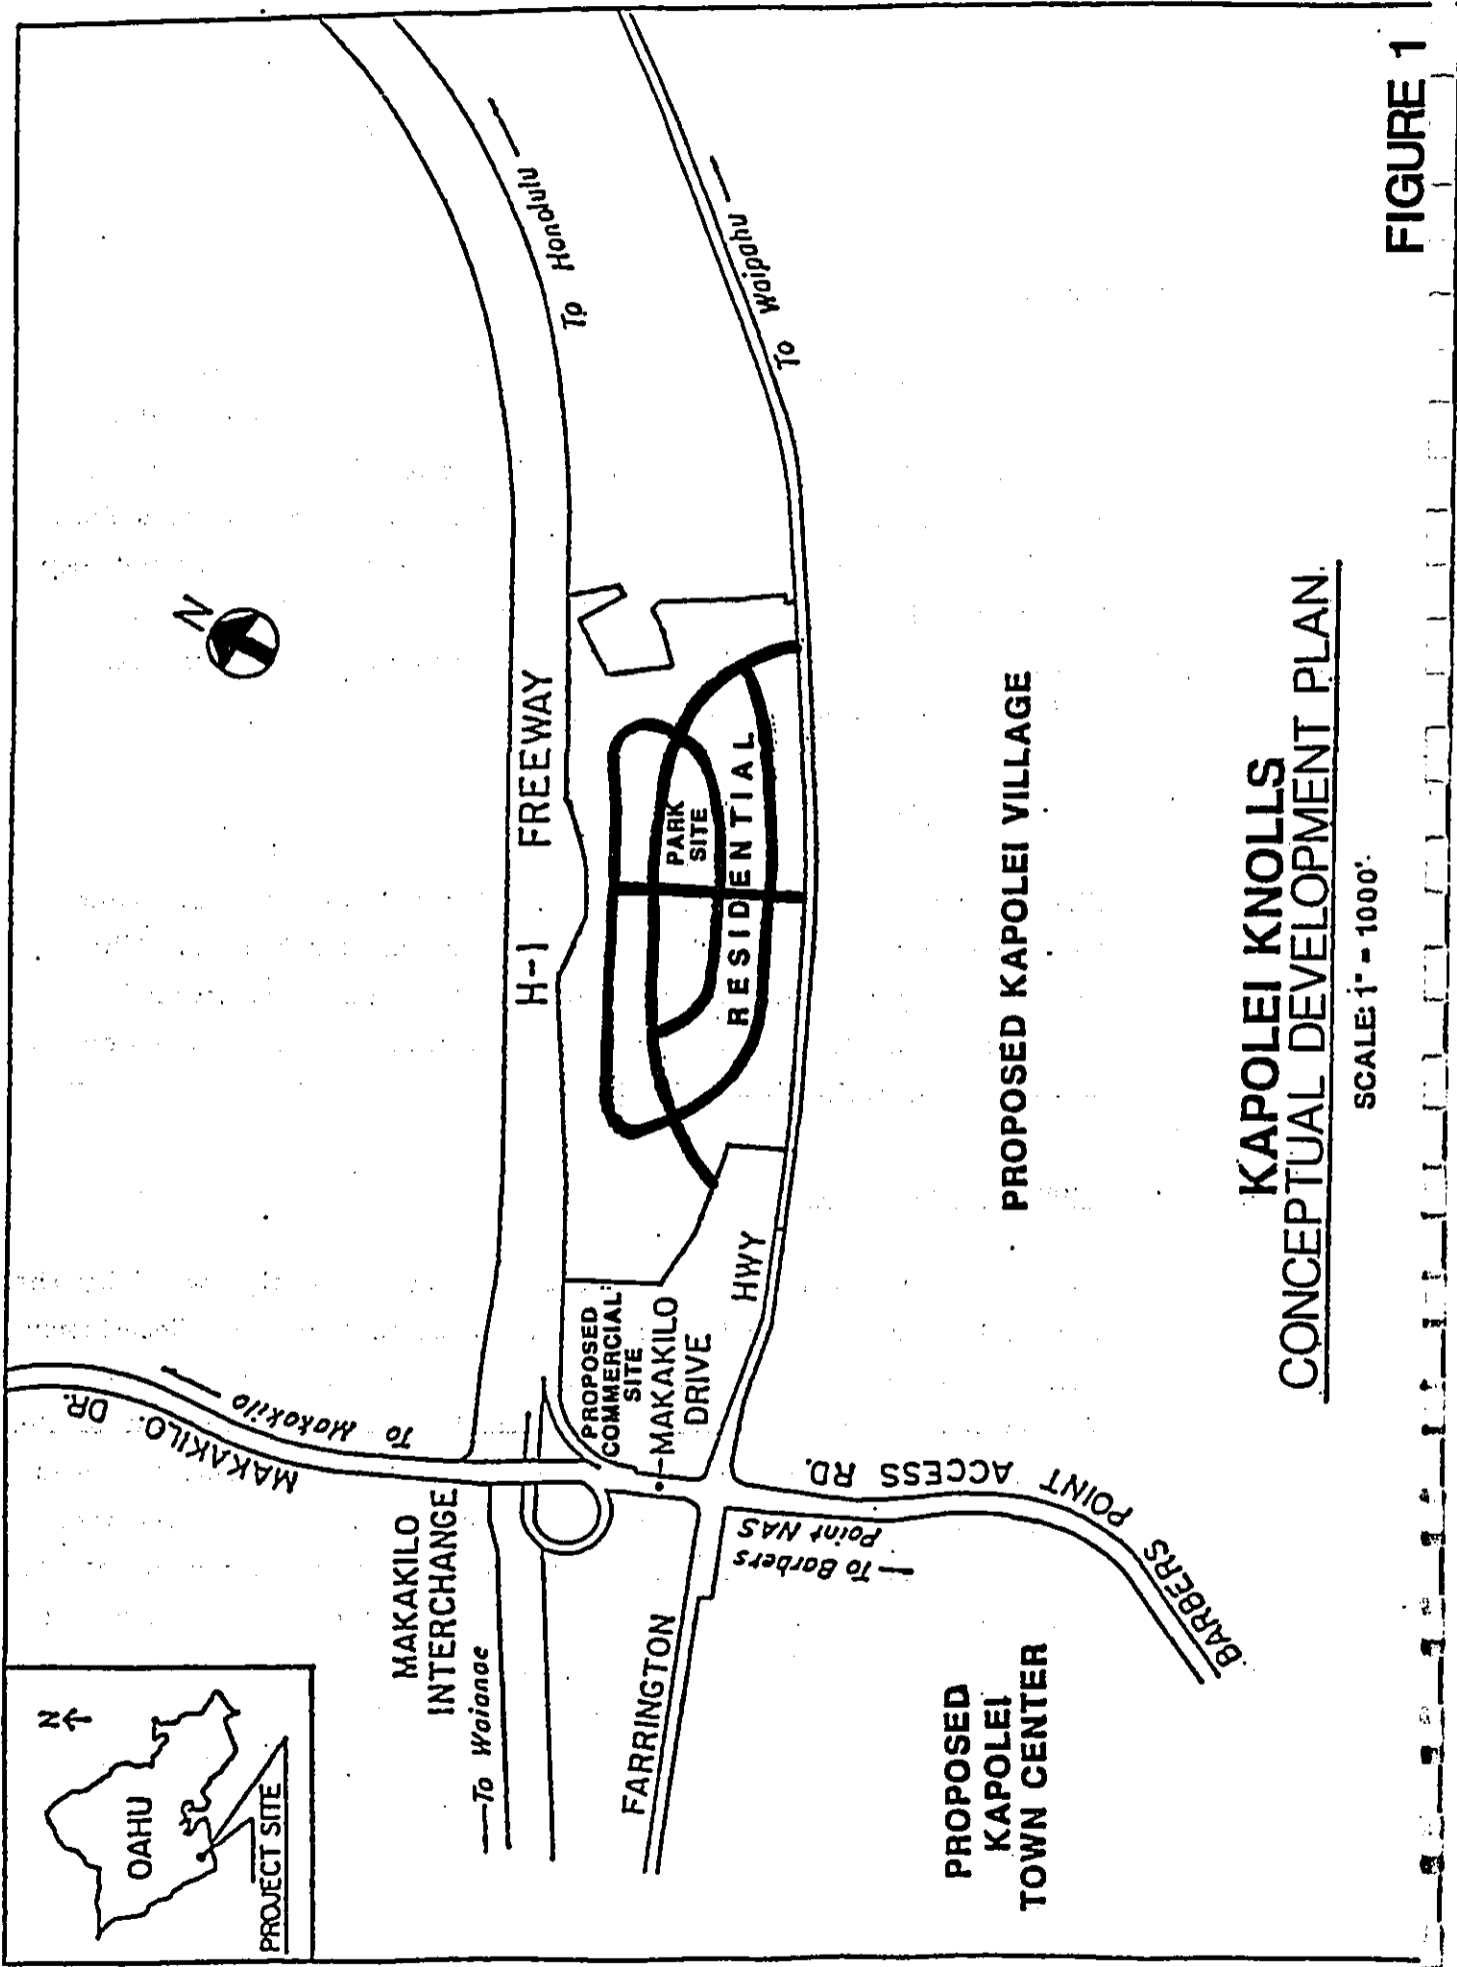 N
OAHU
PROJECT SITE
MAKAKILO DR.
To Makakilo
MAKAKILO
INTERCHANGE
To Waianae
N
H-1 FREEWAY
To Honolulu
PROPOSED
COMMERCIAL
SITE
MAKAKILO
DRIVE
PARK
SITE
RESIDENTIAL
To Waipahu
FARRINGTON
HWY
To Barbers
Point NAS
BARBERS POINT ACCESS RD.
PROPOSED
KAPOLEI
TOWN CENTER
PROPOSED KAPOLEI VILLAGE
KAPOLEI KNOLLS
CONCEPTUAL DEVELOPMENT PLAN.
SCALE: 1" = 1000'
FIGURE 1